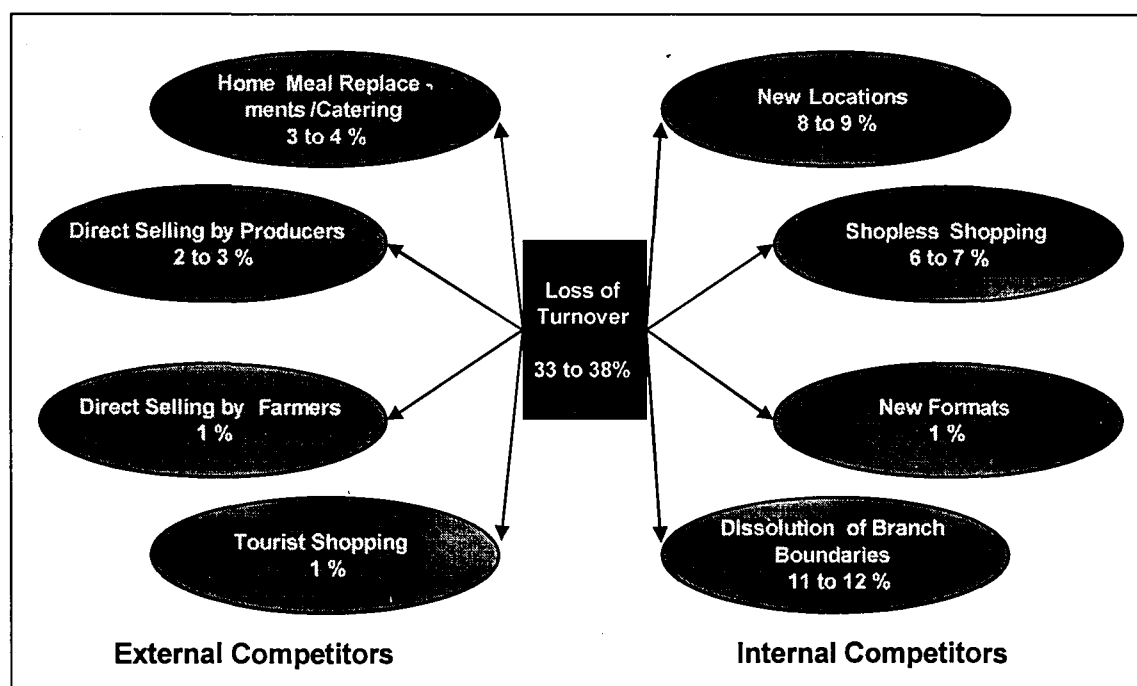 Home Meal Replace -
ments /Catering
3 to 4 %
Direct Selling by Producers
2 to 3 %
Direct Selling by Farmers
1 %
Tourist Shopping
1 %
External Competitors
Loss of
Turnover
33 to 38%
New Locations
8 to 9 %
Shopless Shopping
6 to 7 %
New Formats
1 %
Dissolution of Branch
Boundaries
11 to 12 %
Internal Competitors